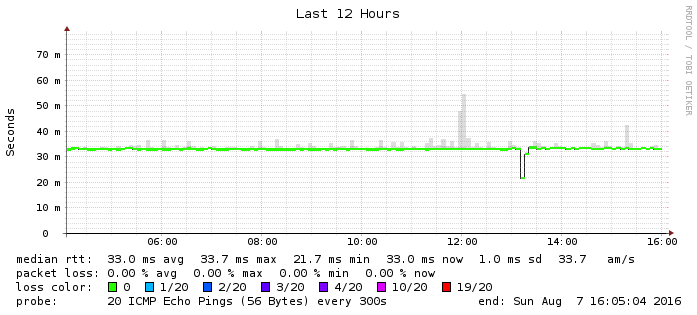 Last 12 Hours
RRDTOOL / TOBI OETIKER
Seconds
70 m
60 m
50 m
40 m
30 m
20 m
10 m
0
06:00 08:00 10:00 12:00 14:00 16:00
median rtt: 33.0 ms avg 33.7 ms max 21.7 ms min 33.0 ms now 1.0 ms sd 33.7 am/s
packet loss: 0.00 % avg 0.00 % max 0.00 % min 0.00 % now
loss color: 0 1/20 2/20 3/20 4/20 10/20 19/20
probe: 20 ICMP Echo Pings (56 Bytes) every 300s end: Sun Aug 7 16:05:04 2016